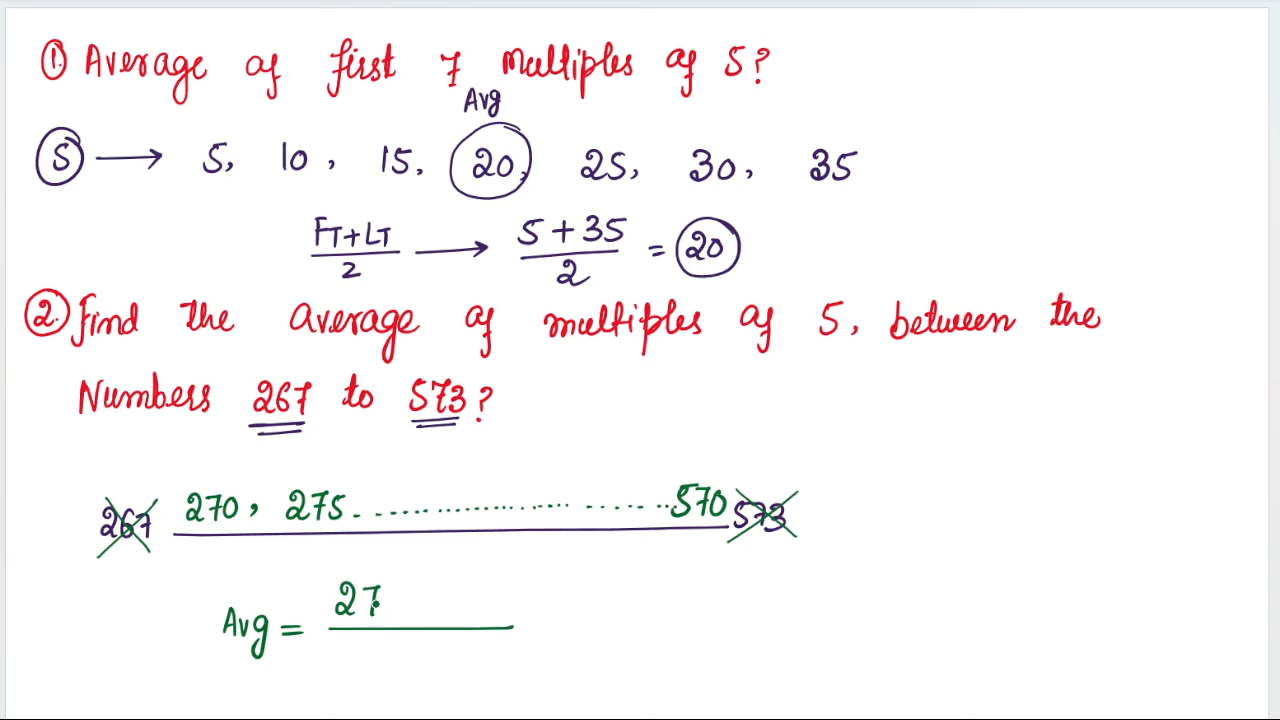 ① Average of first 7 multiples of 5?
Avg
5 → 5, 10, 15, 20, 25, 30, 35
FT+LT/2 → 5+35/2 = 20
② Find the average of multiples of 5, between the
Numbers 267 to 573?
267 270, 275. .................. 570 573
Avg = 27